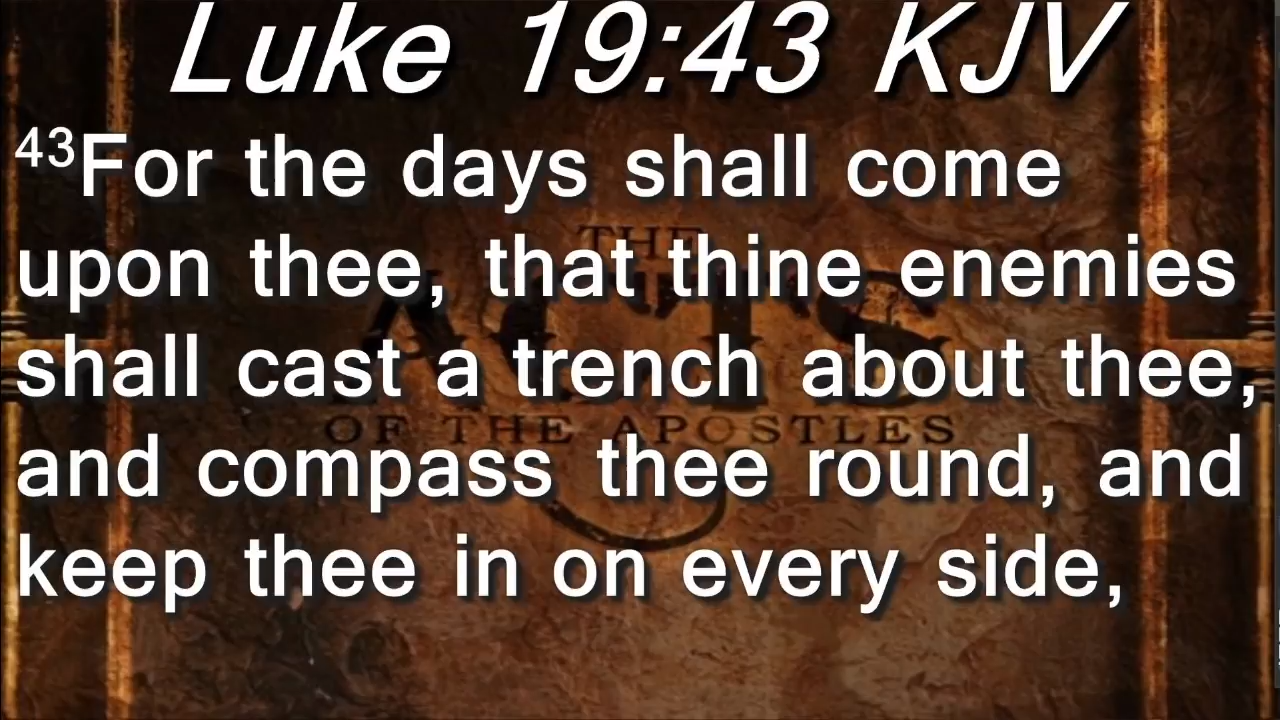 Luke 19:43 KJV
43For the days shall come
THE
upon thee, that thine enemies
ACTS
shall cast a trench about thee,
OF THE APOSTLES
and compass thee round, and
keep thee in on every side,